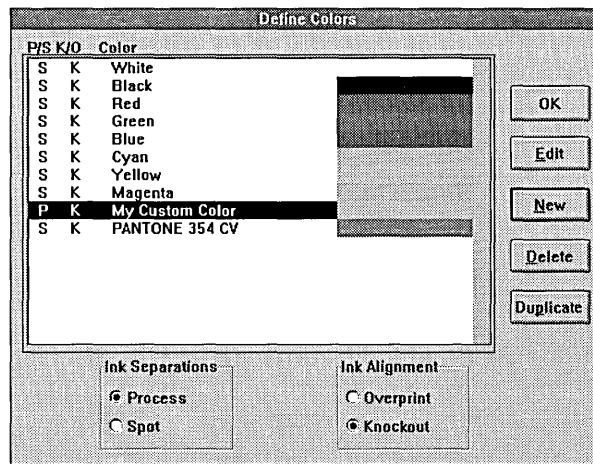 Define Colors
P/S K/O Color
S K White
S K Black
S K Red
S K Green
S K Blue
S K Cyan
S K Yellow
S K Magenta
P K My Custom Color
S K PANTONE 354 CV
OK
Edit
New
Delete
Duplicate
Ink Separations
Process
Spot
Ink Alignment
Overprint
Knockout